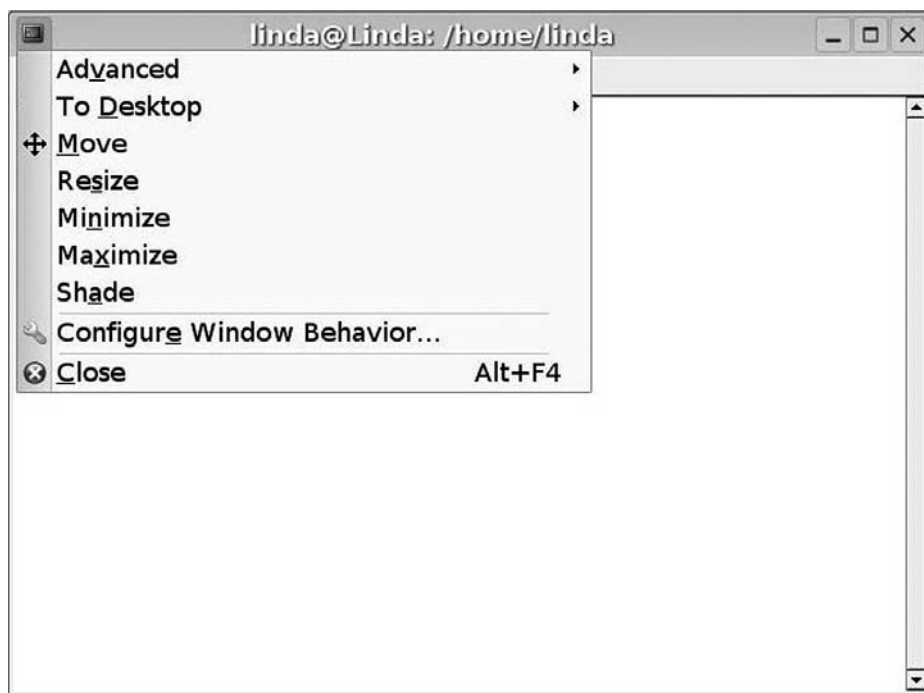 linda@Linda: /home/linda
Advanced
To Desktop
Move
Resize
Minimize
Maximize
Shade
Configure Window Behavior...
Close Alt+F4